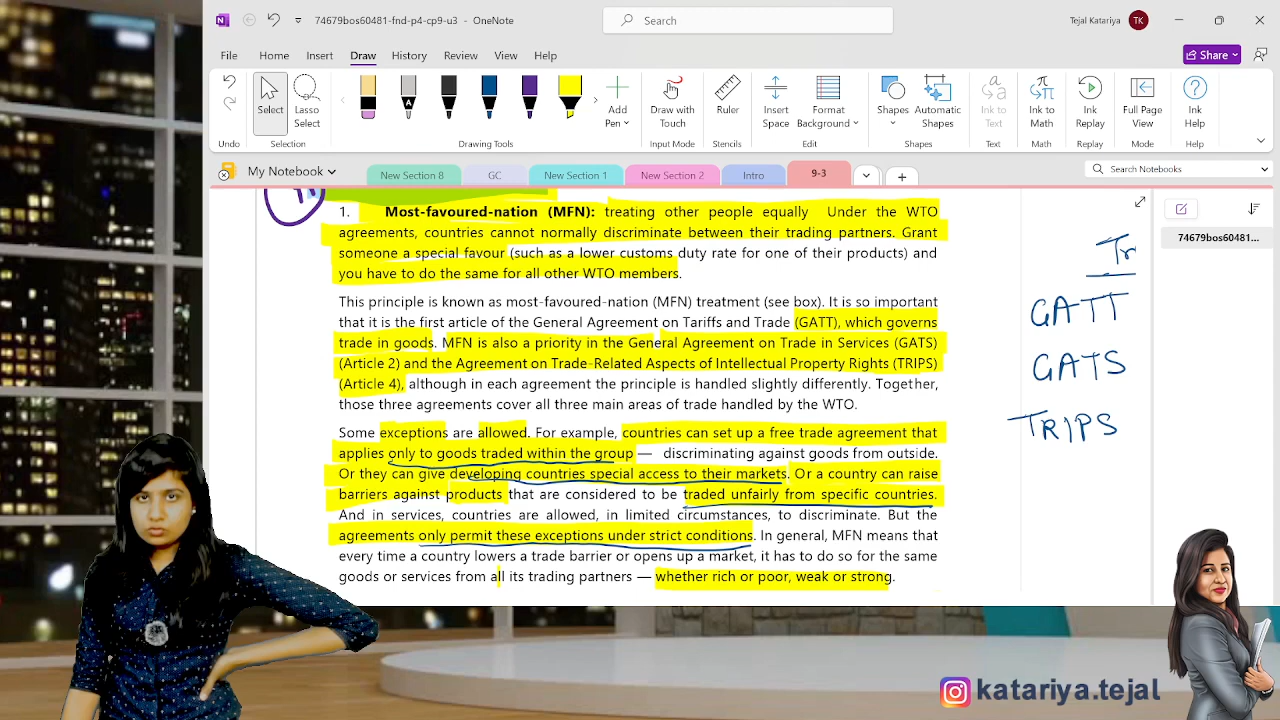 74679bos60481-fnd-p4-cp9-u3 - OneNote
Search
Tejal Katariya TK
File Home Insert Draw History Review View Help
Share
Select
Lasso Select
Add Pen
Draw with Touch
Ruler
Insert Space
Format Background
Shapes
Automatic Shapes
Ink to Text
Ink to Math
Ink Replay
Full Page View
Ink Help
Undo Selection Drawing Tools Input Mode Stencils Edit Text Math Replay View Help
My Notebook New Section 8 GC New Section 1 New Section 2 Intro 9-3 Search Notebooks
74679bos60481...
1. Most-favoured-nation (MFN): treating other people equally Under the WTO
agreements, countries cannot normally discriminate between their trading partners. Grant
someone a special favour (such as a lower customs duty rate for one of their products) and
you have to do the same for all other WTO members.
This principle is known as most-favoured-nation (MFN) treatment (see box). It is so important
that it is the first article of the General Agreement on Tariffs and Trade (GATT), which governs
trade in goods. MFN is also a priority in the General Agreement on Trade in Services (GATS)
(Article 2) and the Agreement on Trade-Related Aspects of Intellectual Property Rights (TRIPS)
(Article 4), although in each agreement the principle is handled slightly differently. Together,
those three agreements cover all three main areas of trade handled by the WTO.
Some exceptions are allowed. For example, countries can set up a free trade agreement that
applies only to goods traded within the group — discriminating against goods from outside.
Or they can give developing countries special access to their markets. Or a country can raise
barriers against products that are considered to be traded unfairly from specific countries.
And in services, countries are allowed, in limited circumstances, to discriminate. But the
agreements only permit these exceptions under strict conditions. In general, MFN means that
every time a country lowers a trade barrier or opens up a market, it has to do so for the same
goods or services from all its trading partners — whether rich or poor, weak or strong.
Tr
GATT
GATS
TRIPS
katariya.tejal